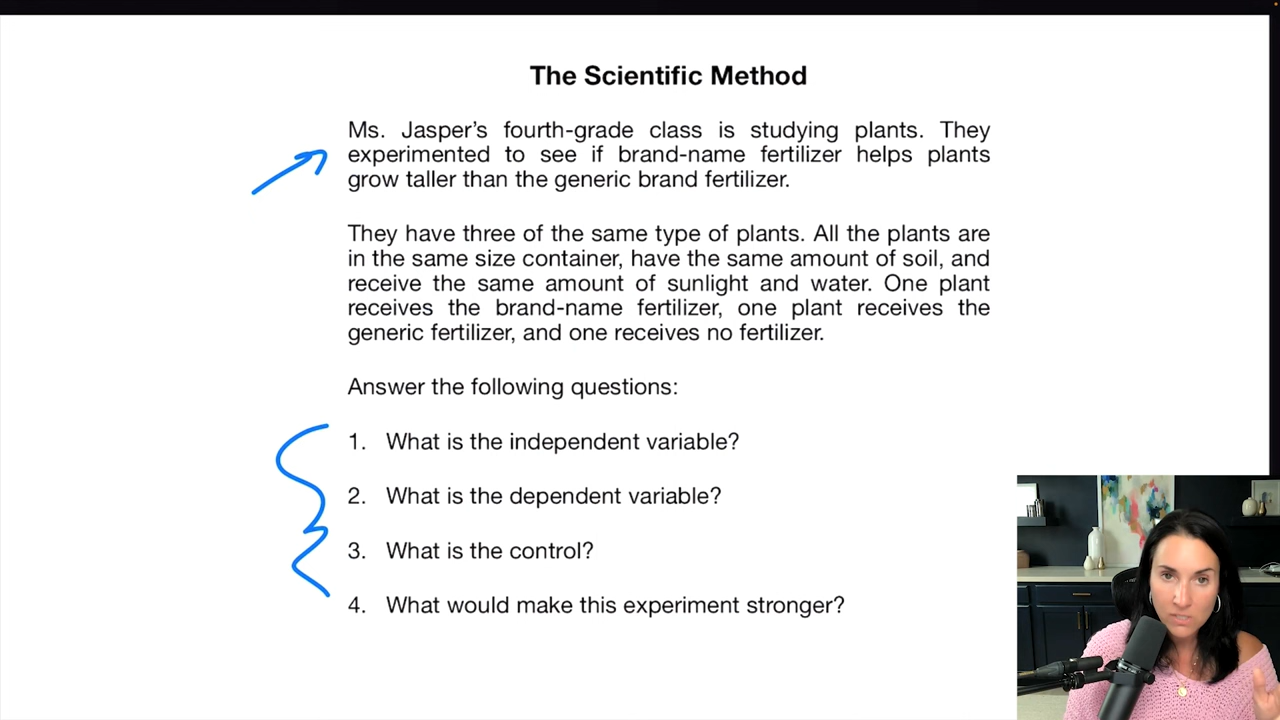 The Scientific Method
Ms. Jasper’s fourth-grade class is studying plants. They
experimented to see if brand-name fertilizer helps plants
grow taller than the generic brand fertilizer.
They have three of the same type of plants. All the plants are
in the same size container, have the same amount of soil, and
receive the same amount of sunlight and water. One plant
receives the brand-name fertilizer, one plant receives the
generic fertilizer, and one receives no fertilizer.
Answer the following questions:
1. What is the independent variable?
2. What is the dependent variable?
3. What is the control?
4. What would make this experiment stronger?